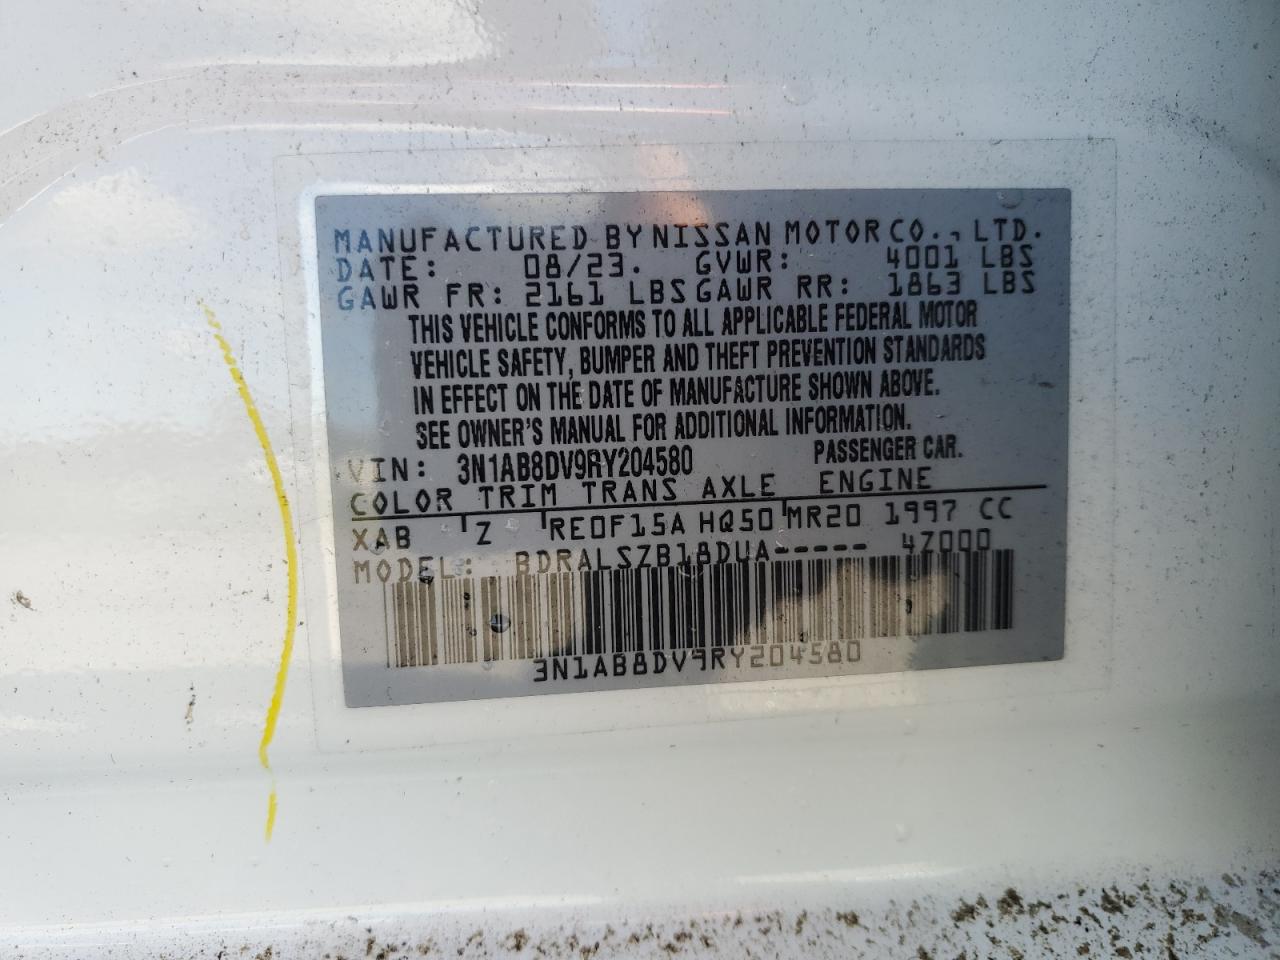 MANUFACTURED BY NISSAN MOTOR CO., LTD.
DATE: 08/23. GVWR: 4001 LBS
GAWR FR: 2161 LBS GAWR RR: 1863 LBS
THIS VEHICLE CONFORMS TO ALL APPLICABLE FEDERAL MOTOR
VEHICLE SAFETY, BUMPER AND THEFT PREVENTION STANDARDS
IN EFFECT ON THE DATE OF MANUFACTURE SHOWN ABOVE.
SEE OWNER'S MANUAL FOR ADDITIONAL INFORMATION.
VIN: 3N1AB8DV9RY204580 PASSENGER CAR.
COLOR TRIM TRANS AXLE ENGINE
XAB Z RE0F15A HQ50 MR20 1997 CC
MODEL: BDRALSZB18DUA----- 4Z000
3N1AB8DV9RY204580